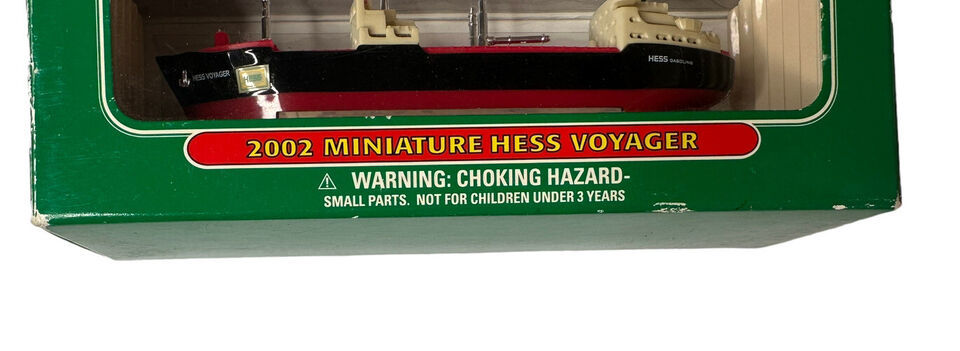 HESS VOYAGER
HESS
HESS GASOLINE
2002 MINIATURE HESS VOYAGER
⚠ WARNING: CHOKING HAZARD-
SMALL PARTS. NOT FOR CHILDREN UNDER 3 YEARS